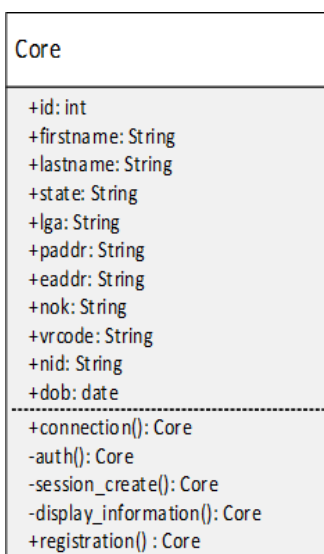 Core
+id: int
+firstname: String
+lastname: String
+state: String
+lga: String
+paddr: String
+eaddr: String
+nok: String
+vrcode: String
+nid: String
+dob: date
+connection(): Core
-auth(): Core
-session_create(): Core
-display_information(): Core
+registration() : Core